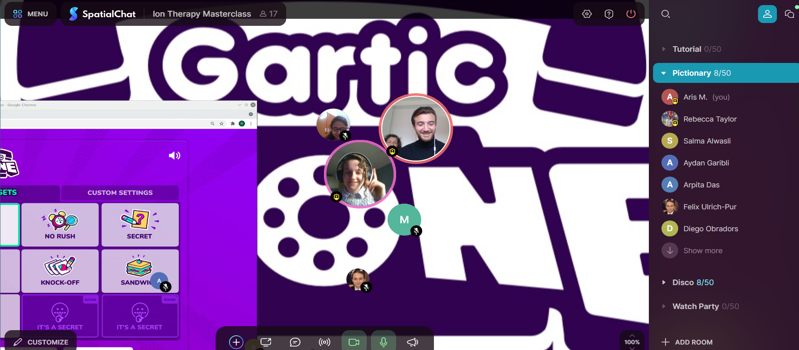 MENU
SpatialChat
Ion Therapy Masterclass
17
Gartic
Google Chrome
ONE
SETS
CUSTOM SETTINGS
NO RUSH
SECRET
KNOCK-OFF
SANDWIC
IT'S A SECRET
IT'S A SECRET
A
M
CUSTOMIZE
100%
Tutorial 0/50
Pictionary 8/50
A Aris M. (you)
Rebecca Taylor
S Salma Alwasli
A Aydan Garibli
A Arpita Das
Felix Ulrich-Pur
D Diego Obradors
Show more
Disco 8/50
Watch Party 0/50
ADD ROOM